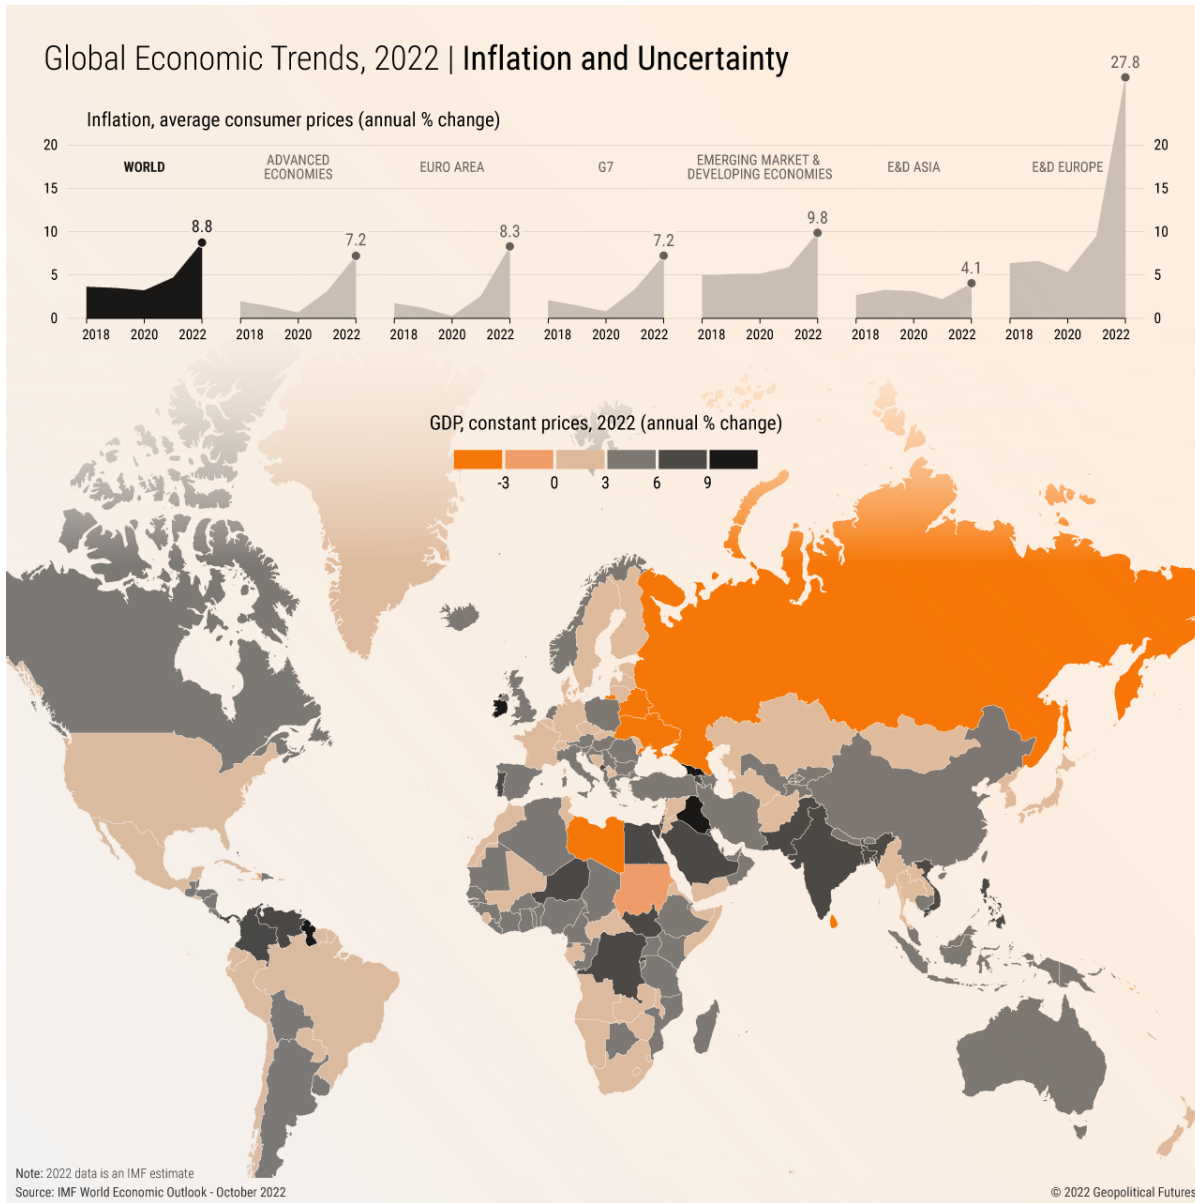 Global Economic Trends, 2022 | Inflation and Uncertainty
27.8
Inflation, average consumer prices (annual % change)
20
20
WORLD
ADVANCED
ECONOMIES
EURO AREA
G7
EMERGING MARKET &
DEVELOPING ECONOMIES
E&D ASIA
E&D EUROPE
15
15
8.8
7.2
8.3
7.2
9.8
4.1
10
10
5
5
0
0
2018 2020 2022
2018 2020 2022
2018 2020 2022
2018 2020 2022
2018 2020 2022
2018 2020 2022
2018 2020 2022
GDP, constant prices, 2022 (annual % change)
-3 0 3 6 9
Note: 2022 data is an IMF estimate
Source: IMF World Economic Outlook - October 2022
© 2022 Geopolitical Futures